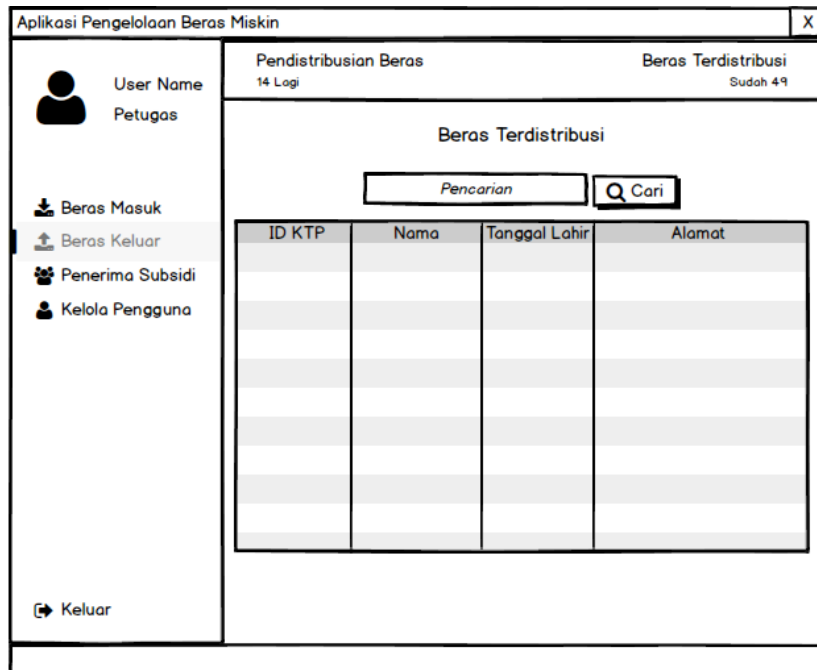 Aplikasi Pengelolaan Beras Miskin X
User Name
Petugas
Beras Masuk
Beras Keluar
Penerima Subsidi
Kelola Pengguna
Keluar
Pendistribusian Beras
14 Lagi
Beras Terdistribusi
Sudah 49
Beras Terdistribusi
Pencarian Cari
ID KTP Nama Tanggal Lahir Alamat